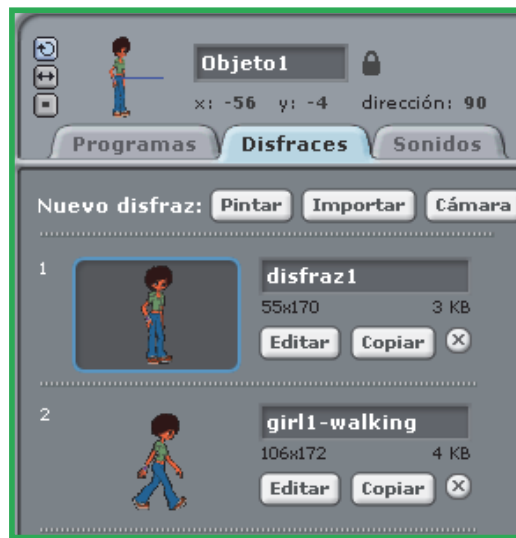 Objeto1
x: -56 y: -4 dirección: 90
Programas Disfraces Sonidos
Nuevo disfraz: Pintar Importar Cámara
1
disfraz1
55x170 3 KB
Editar Copiar
2
girl1-walking
106x172 4 KB
Editar Copiar